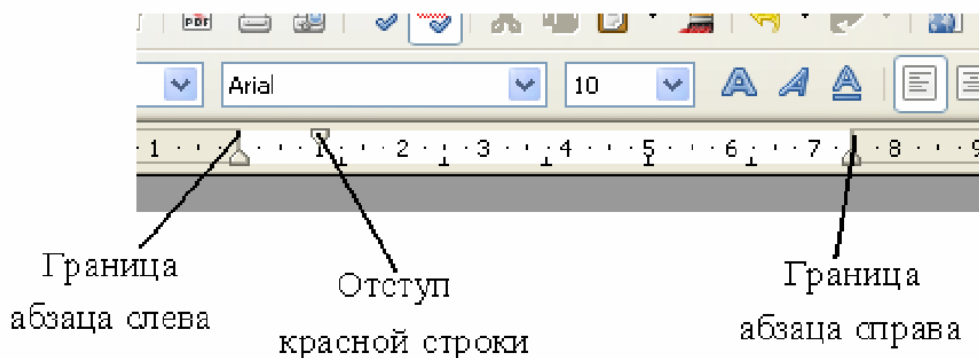 PDF
Arial 10
1 1 2 3 4 5 6 7 8 9
Граница
абзаца слева
Отступ
красной строки
Граница
абзаца справа